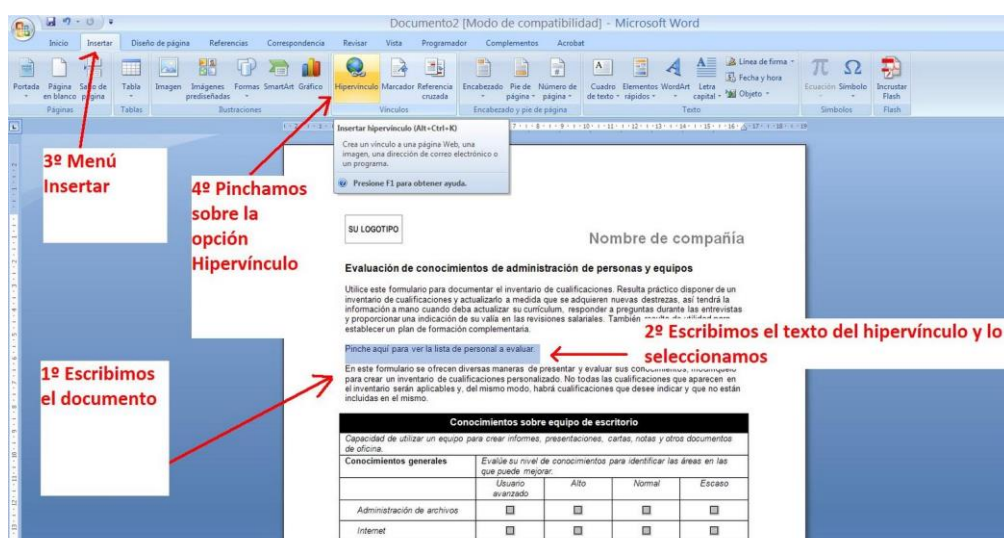 Documento2 [Modo de compatibilidad] - Microsoft Word
Inicio Insertar Diseño de página Referencias Correspondencia Revisar Vista Programador Complementos Acrobat
Portada Página en blanco Salto de página
Páginas
Tabla
Tablas
Imagen Imágenes prediseñadas Formas SmartArt Gráfico
Ilustraciones
Hipervínculo Marcador Referencia cruzada
Vínculos
Encabezado Pie de página Número de página
Encabezado y pie de página
Cuadro de texto Elementos rápidos WordArt Letra capital
Línea de firma
Fecha y hora
Objeto
Texto
Ecuación Símbolo
Símbolos
Incrustar Flash
Flash
Insertar hipervínculo (Alt+Ctrl+K)
Crea un vínculo a una página Web, una
imagen, una dirección de correo electrónico o
un programa.
Presione F1 para obtener ayuda.
3º Menú
Insertar
4º Pinchamos
sobre la
opción
Hipervínculo
SU LOGOTIPO
Nombre de compañía
Evaluación de conocimientos de administración de personas y equipos
Utilice este formulario para documentar el inventario de cualificaciones. Resulta práctico disponer de un
inventario de cualificaciones y actualizarlo a medida que se adquieren nuevas destrezas, así tendrá la
información a mano cuando deba actualizar su currículum, responder a preguntas durante las entrevistas
y proporcionar una indicación de su valía en las revisiones salariales. También
establecer un plan de formación complementaria.
2º Escribimos el texto del hipervínculo y lo
seleccionamos
Pinche aquí para ver la lista de personal a evaluar.
1º Escribimos
el documento
En este formulario se ofrecen diversas maneras de presentar y evaluar sus conocimientos,
para crear un inventario de cualificaciones personalizado. No todas las cualificaciones que aparecen en
el inventario serán aplicables y, del mismo modo, habrá cualificaciones que desee indicar y que no están
incluidas en el mismo.
Conocimientos sobre equipo de escritorio
Capacidad de utilizar un equipo para crear informes, presentaciones, cartas, notas y otros documentos
de oficina.
Conocimientos generales
Evalúe su nivel de conocimientos para identificar las áreas en las
que puede mejorar.
Usuario avanzado Alto Normal Escaso
Administración de archivos
Internet